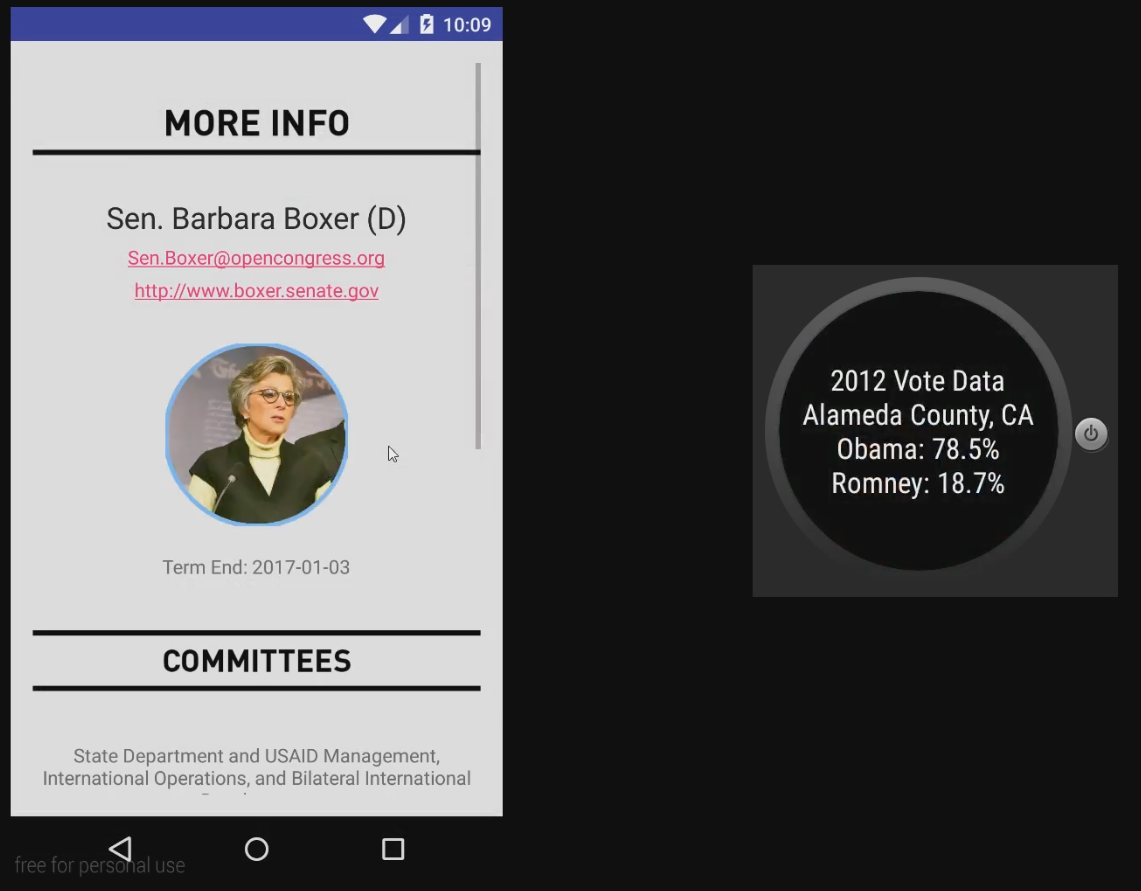 10:09
MORE INFO
Sen. Barbara Boxer (D)
Sen.Boxer@opencongress.org
http://www.boxer.senate.gov
Term End: 2017-01-03
COMMITTEES
State Department and USAID Management,
International Operations, and Bilateral International
free for personal use
2012 Vote Data
Alameda County, CA
Obama: 78.5%
Romney: 18.7%